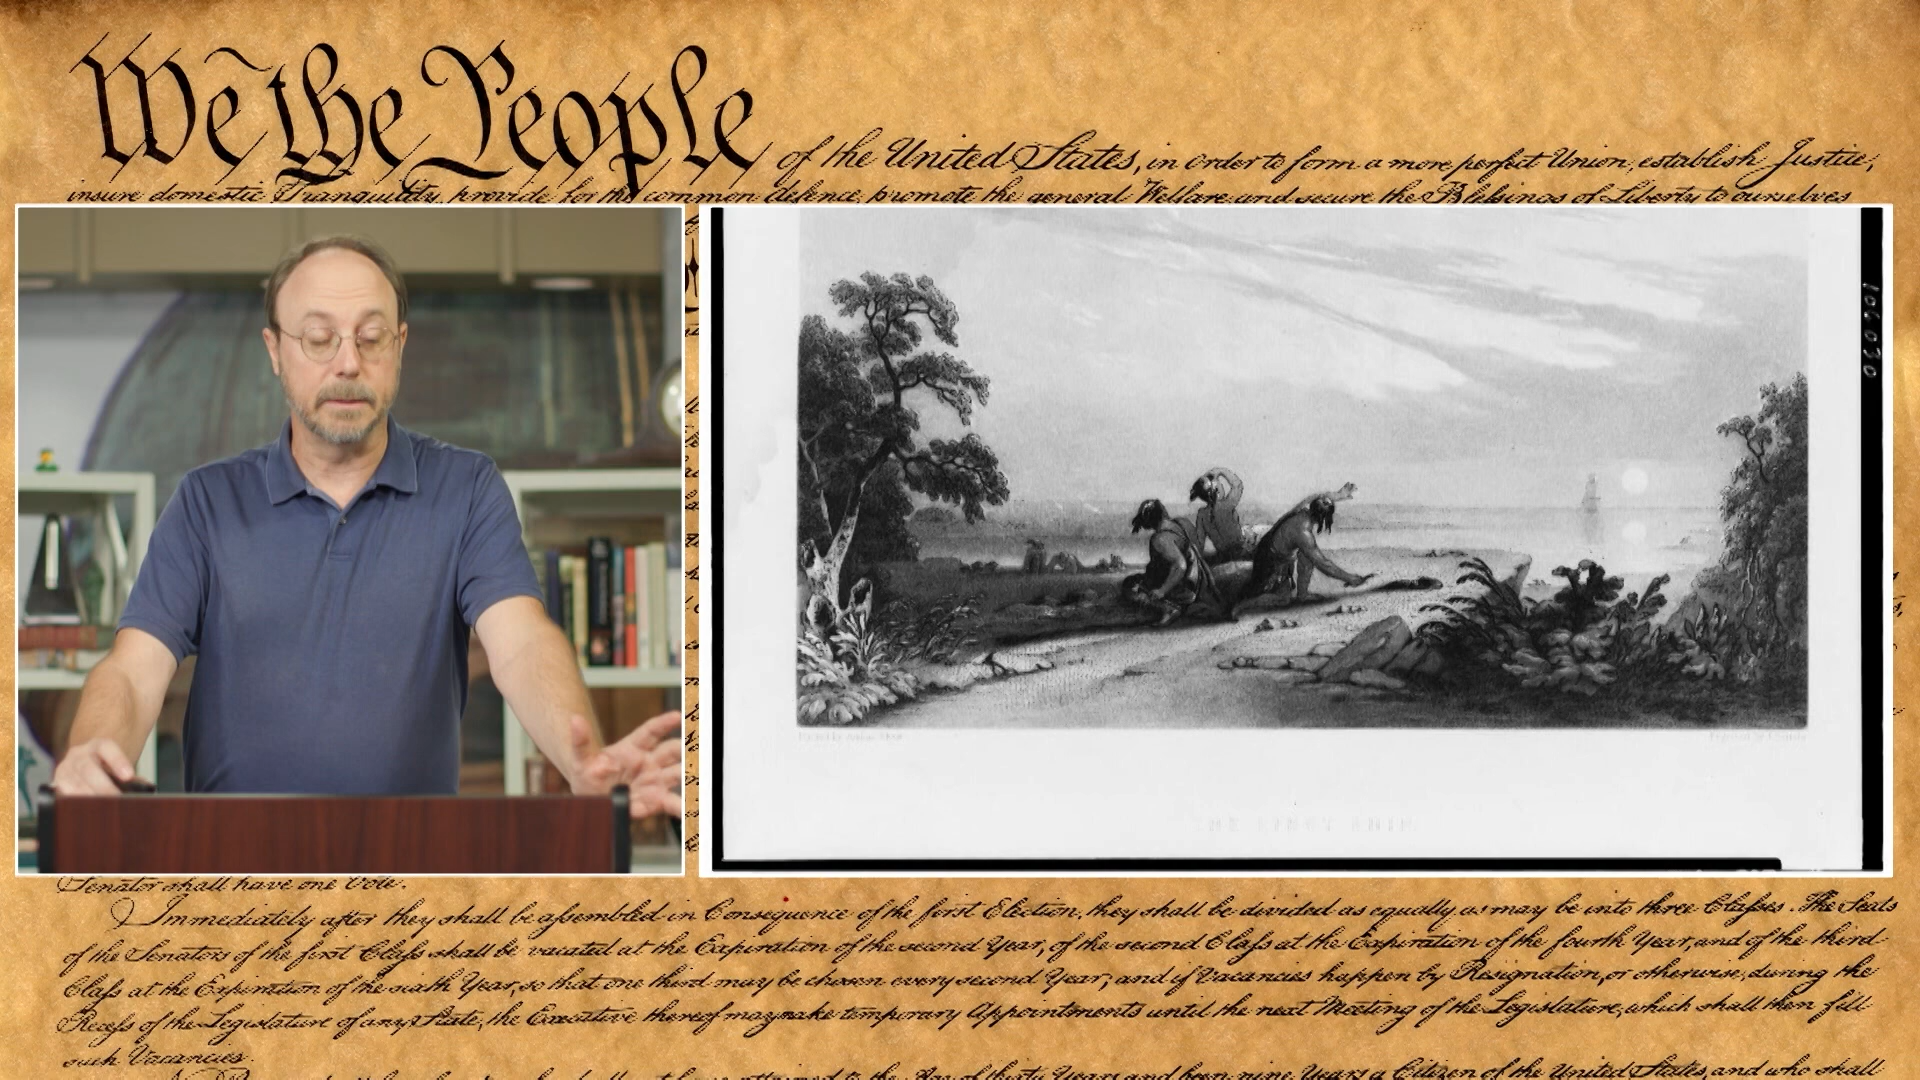 We the People of the United States, in order to form a more perfect Union, establish Justice,
insure domestic Tranquility, provide for the common defence, promote the general Welfare and secure the Blessings of Liberty to ourselves
106030
THE FIRST SHIP
Senator shall have one Vote.
Immediately after they shall be assembled in Consequence of the first Election, they shall be divided as equally as may be into three Classes. The Seats
of the Senators of the first Class shall be vacated at the Expiration of the second Year, of the second Class at the Expiration of the fourth Year, and of the third
Class at the Expiration of the sixth Year, so that one third may be chosen every second Year; and if Vacancies happen by Resignation, or otherwise, during the
Recess of the Legislature of any State, the Executive thereof may make temporary Appointments until the next Meeting of the Legislature, which shall then fill
such Vacancies.
of thirty Years and been nine Years a Citizen of the United States, and who shall